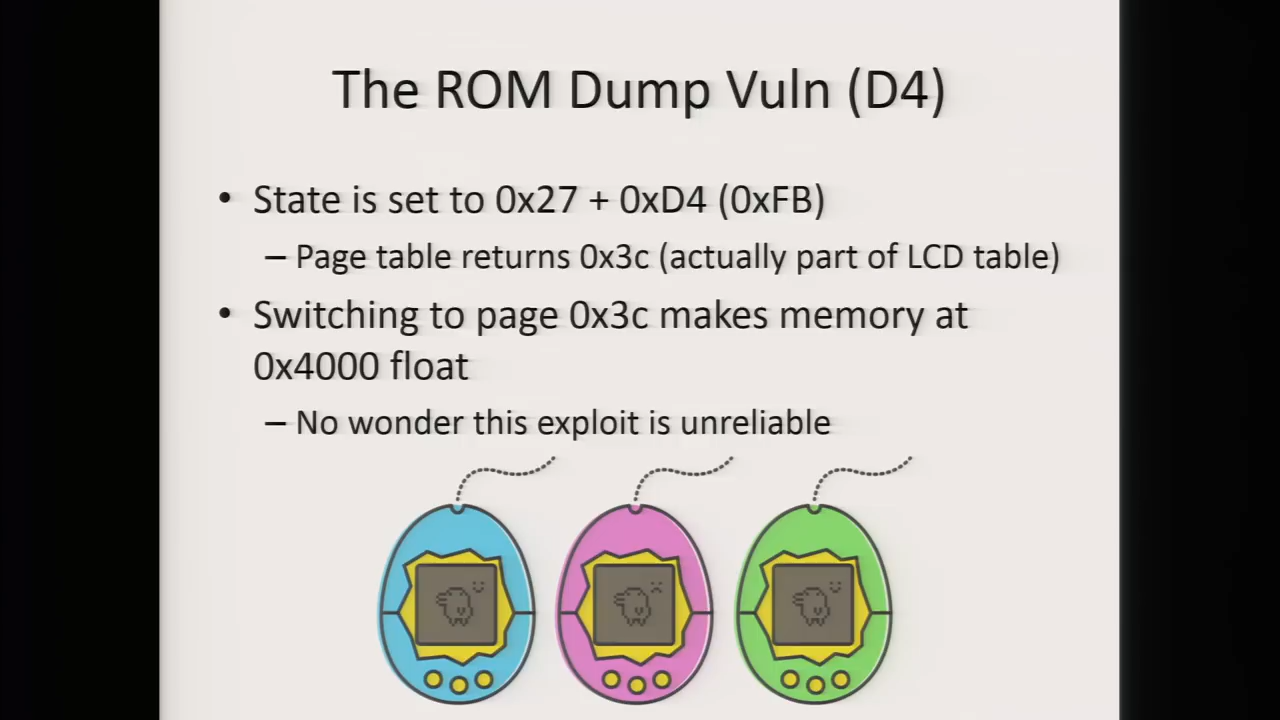 The ROM Dump Vuln (D4)
• State is set to 0x27 + 0xD4 (0xFB)
– Page table returns 0x3c (actually part of LCD table)
• Switching to page 0x3c makes memory at
0x4000 float
– No wonder this exploit is unreliable